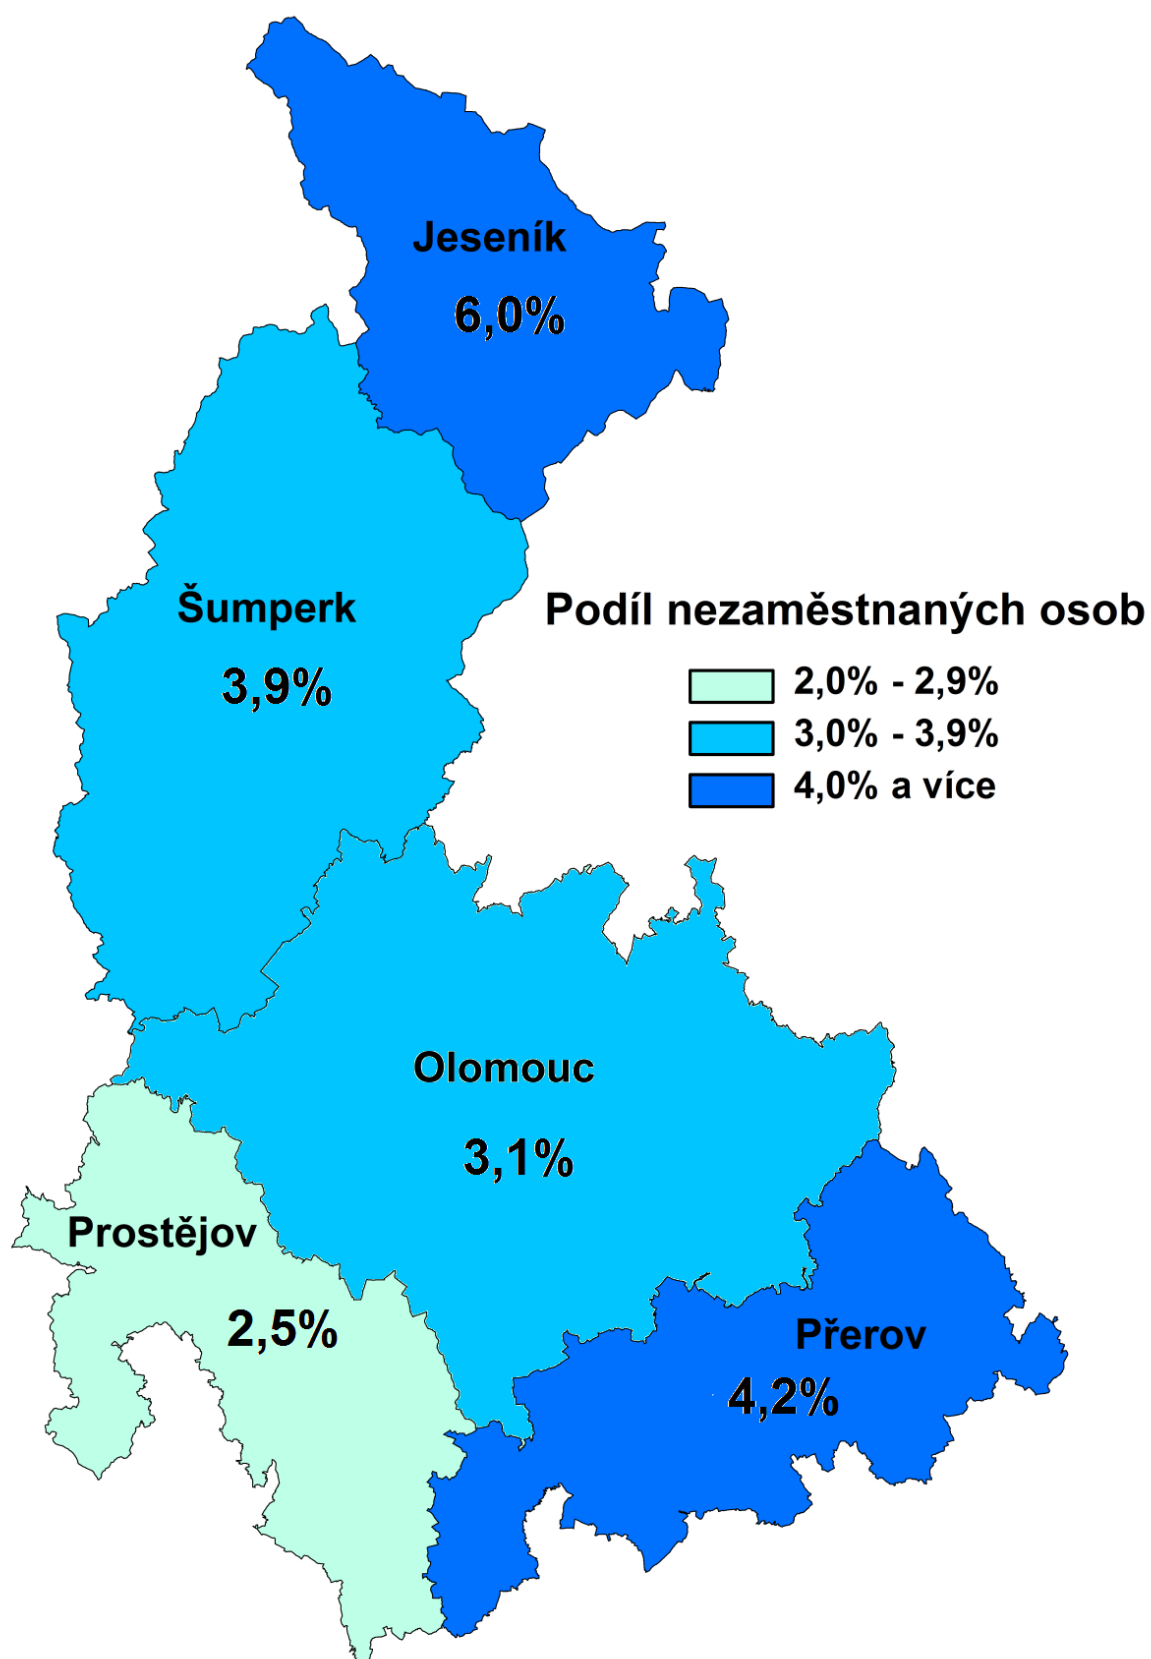 Jeseník
6,0%
Šumperk
3,9%
Podíl nezaměstnaných osob
2,0% - 2,9%
3,0% - 3,9%
4,0% a více
Olomouc
3,1%
Prostějov
2,5%
Přerov
4,2%